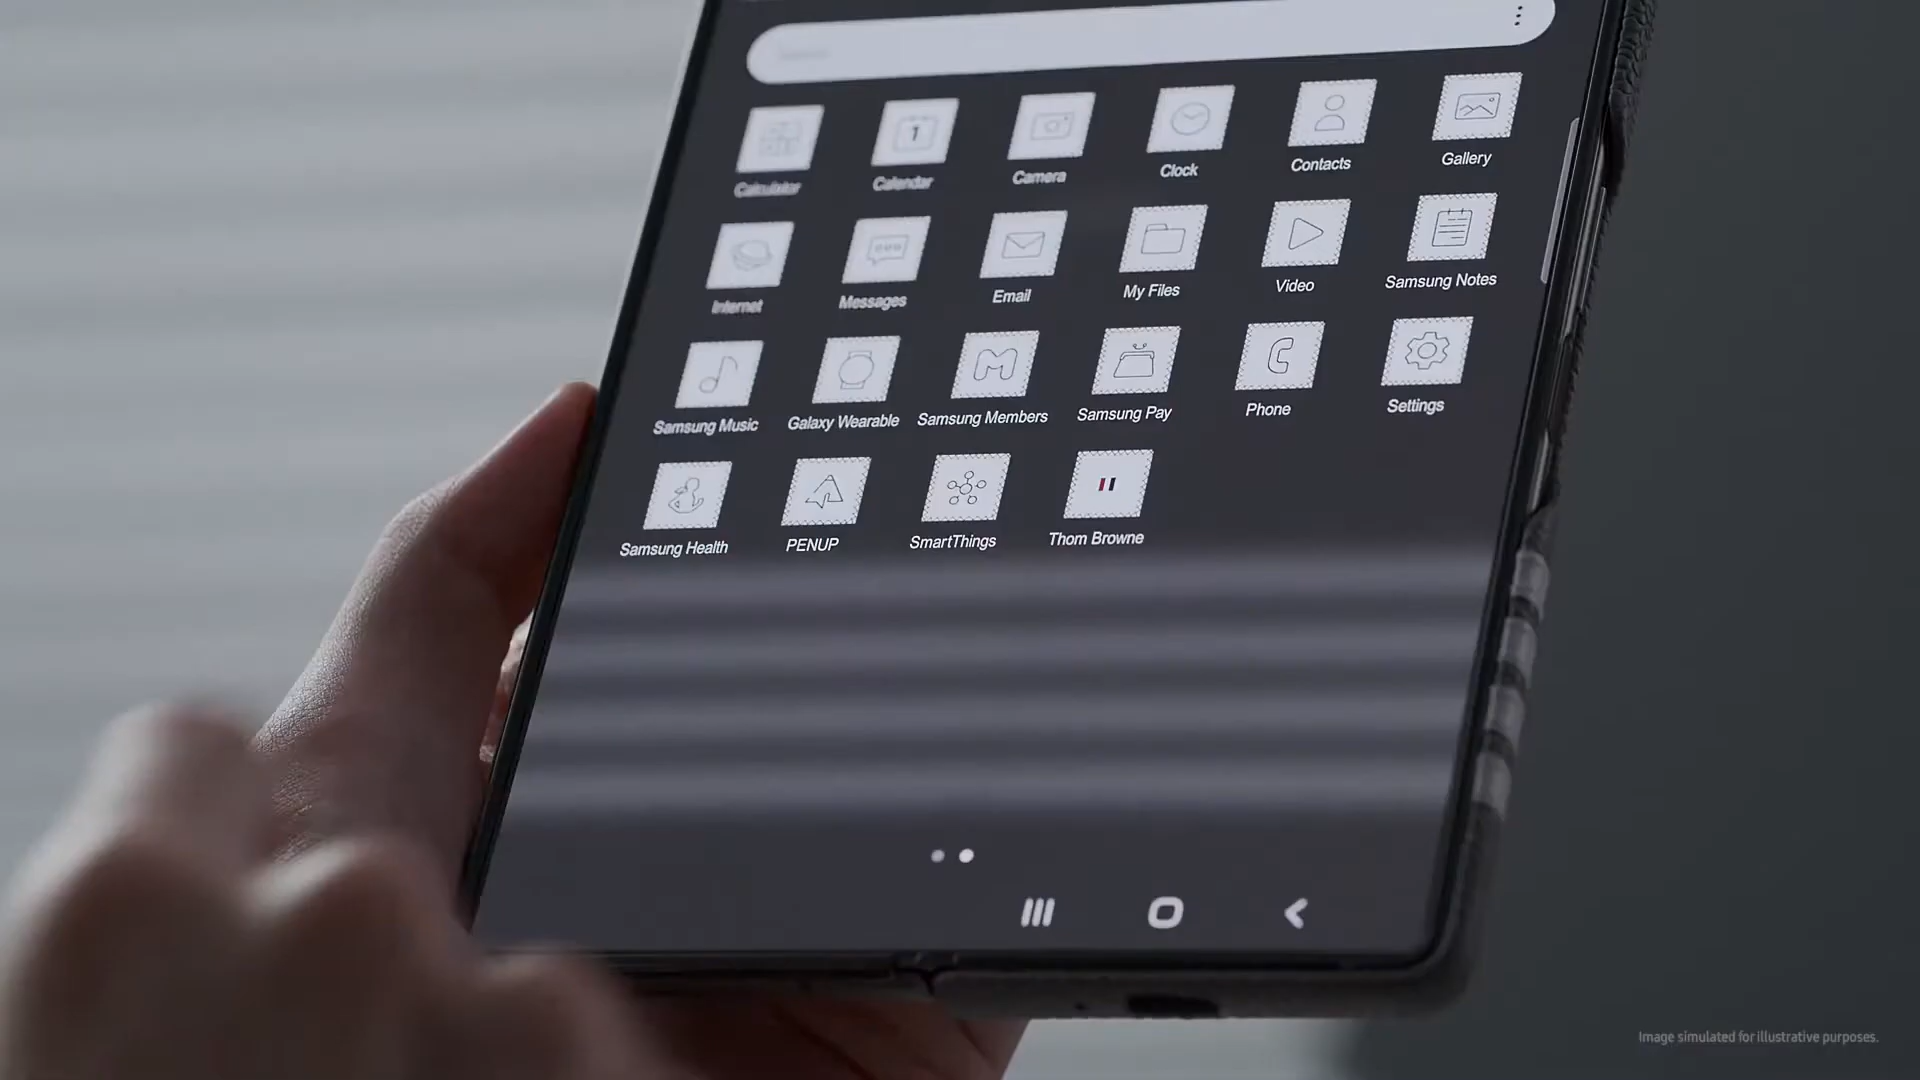 Calculator
Calendar
1
Camera
Clock
Contacts
Gallery
Internet
Messages
Email
My Files
Video
Samsung Notes
Samsung Music
Galaxy Wearable
Samsung Members
Samsung Pay
Phone
Settings
Samsung Health
PENUP
SmartThings
Thom Browne
Image simulated for illustrative purposes.